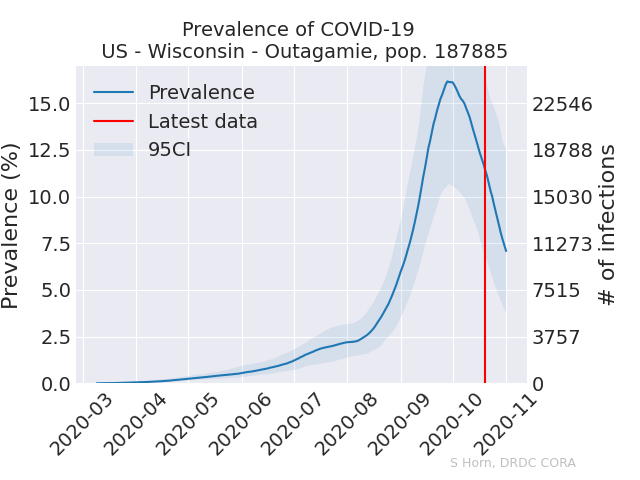 Prevalence of COVID-19
US - Wisconsin - Outagamie, pop. 187885
Prevalence
Latest data
95CI
Prevalence (%)
15.0
12.5
10.0
7.5
5.0
2.5
0.0
22546
18788
15030
11273
7515
3757
0
# of infections
2020-03
2020-04
2020-05
2020-06
2020-07
2020-08
2020-09
2020-10
2020-11
S Horn, DRDC CORA